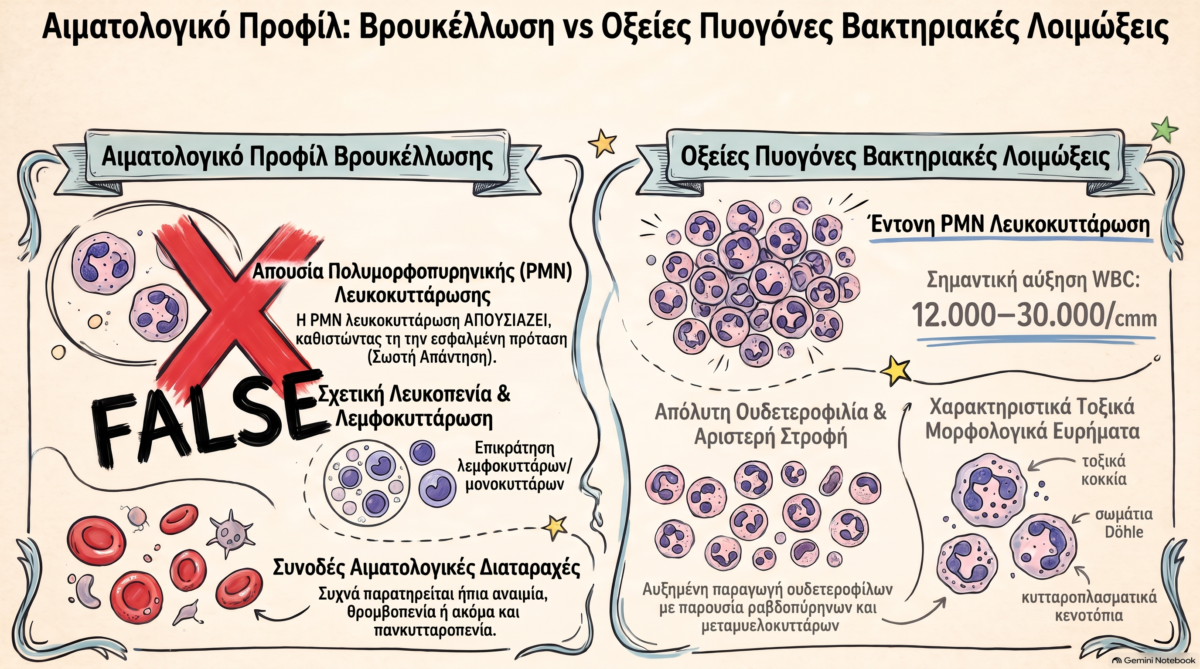 Αιματολογικό Προφίλ: Βρουκέλλωση vs Οξείες Πυογόνες Βακτηριακές Λοιμώξεις
Αιματολογικό Προφίλ Βρουκέλλωσης
Απουσία Πολυμορφοπυρηνικής (PMN)
Λευκοκυττάρωσης
Η PMN λευκοκυττάρωση ΑΠΟΥΣΙΑΖΕΙ,
καθιστώντας τη την εσφαλμένη πρόταση
(Σωστή Απάντηση).
FALSE
Σχετική Λευκοπενία &
Λεμφοκυττάρωση
Επικράτηση
λεμφοκυττάρων/
μονοκυττάρων
Συνοδές Αιματολογικές Διαταραχές
Συχνά παρατηρείται ήπια αναιμία,
θρομβοπενία ή ακόμα και
πανκυτταροπενία.
Οξείες Πυογόνες Βακτηριακές Λοιμώξεις
Έντονη PMN Λευκοκυττάρωση
Σημαντική αύξηση WBC:
12.000–30.000/cmm
Απόλυτη Ουδετεροφιλία &
Αριστερή Στροφή
Αυξημένη παραγωγή ουδετεροφίλων
με παρουσία ραβδοπύρηνων και
μεταμυελοκυττάρων
Χαρακτηριστικά Τοξικά
Μορφολογικά Ευρήματα
τοξικά
κοκκία
σωμάτια
Döhle
κυτταροπλασματικά
κενοτόπια
Gemini Notebook